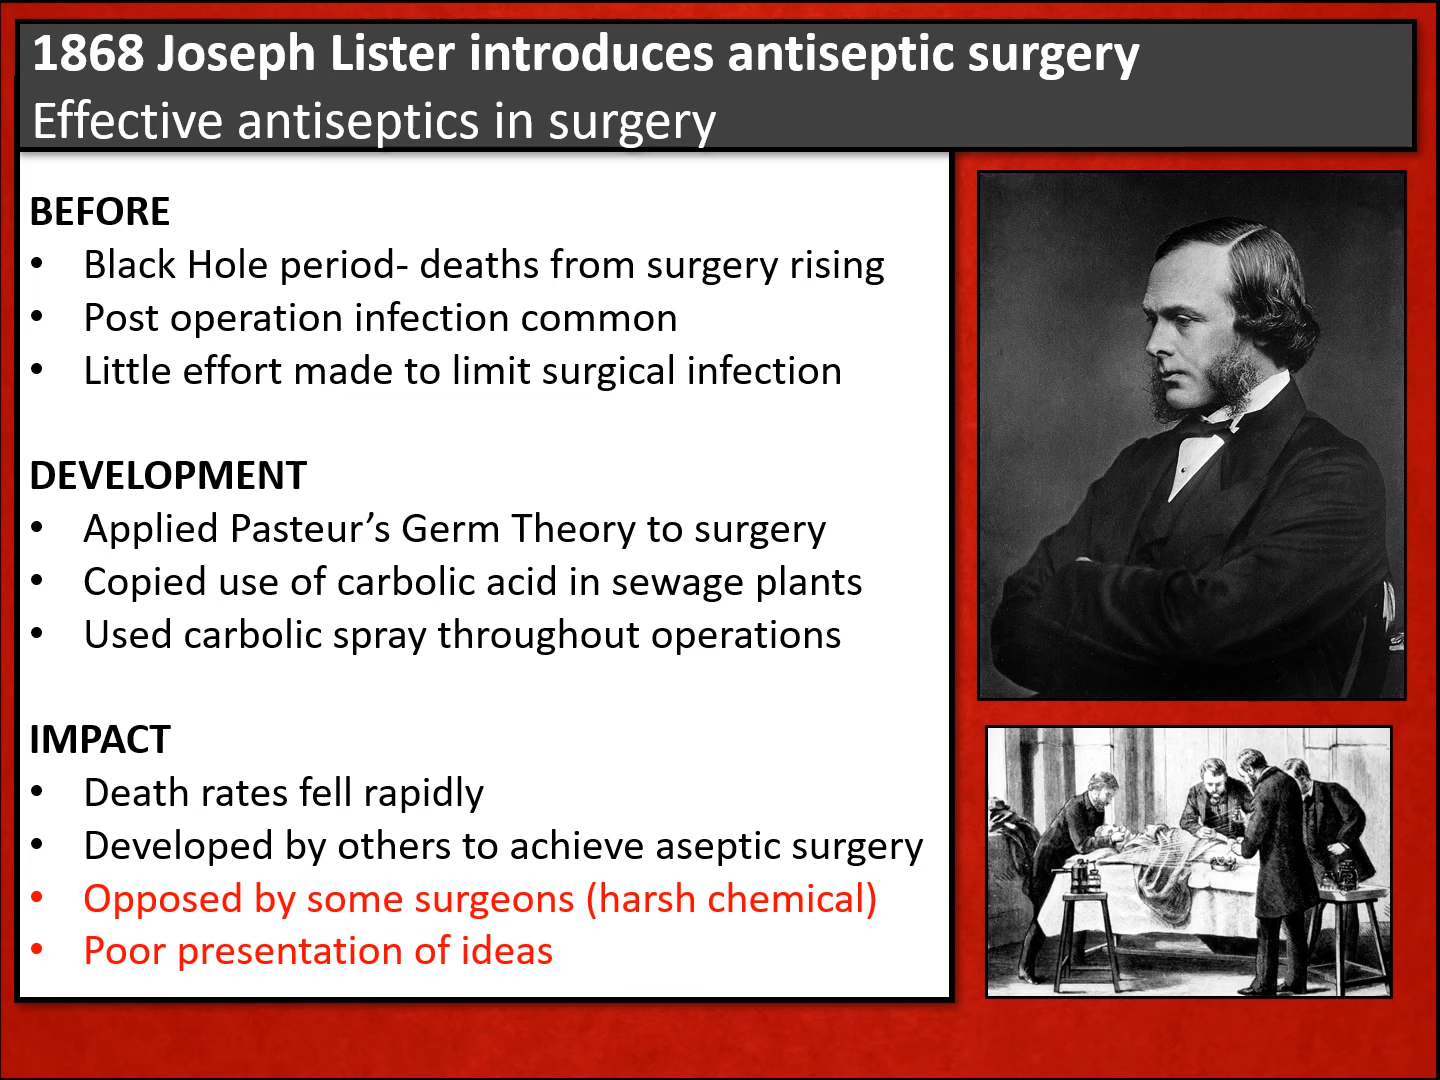 1868 Joseph Lister introduces antiseptic surgery
Effective antiseptics in surgery
BEFORE
• Black Hole period- deaths from surgery rising
• Post operation infection common
• Little effort made to limit surgical infection
DEVELOPMENT
• Applied Pasteur’s Germ Theory to surgery
• Copied use of carbolic acid in sewage plants
• Used carbolic spray throughout operations
IMPACT
• Death rates fell rapidly
• Developed by others to achieve aseptic surgery
• Opposed by some surgeons (harsh chemical)
• Poor presentation of ideas